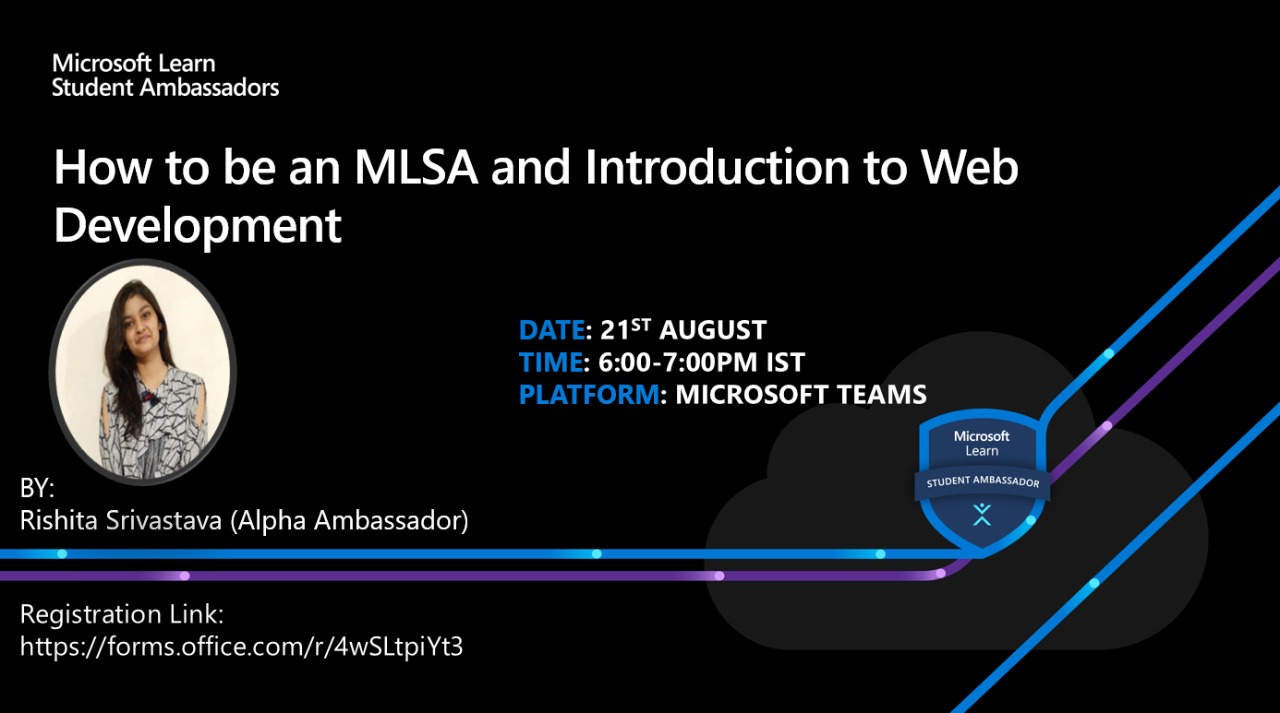 Microsoft Learn
Student Ambassadors
How to be an MLSA and Introduction to Web
Development
DATE: 21ST AUGUST
TIME: 6:00-7:00PM IST
PLATFORM: MICROSOFT TEAMS
Microsoft
Learn
STUDENT AMBASSADOR
BY:
Rishita Srivastava (Alpha Ambassador)
Registration Link:
https://forms.office.com/r/4wSLtpiYt3